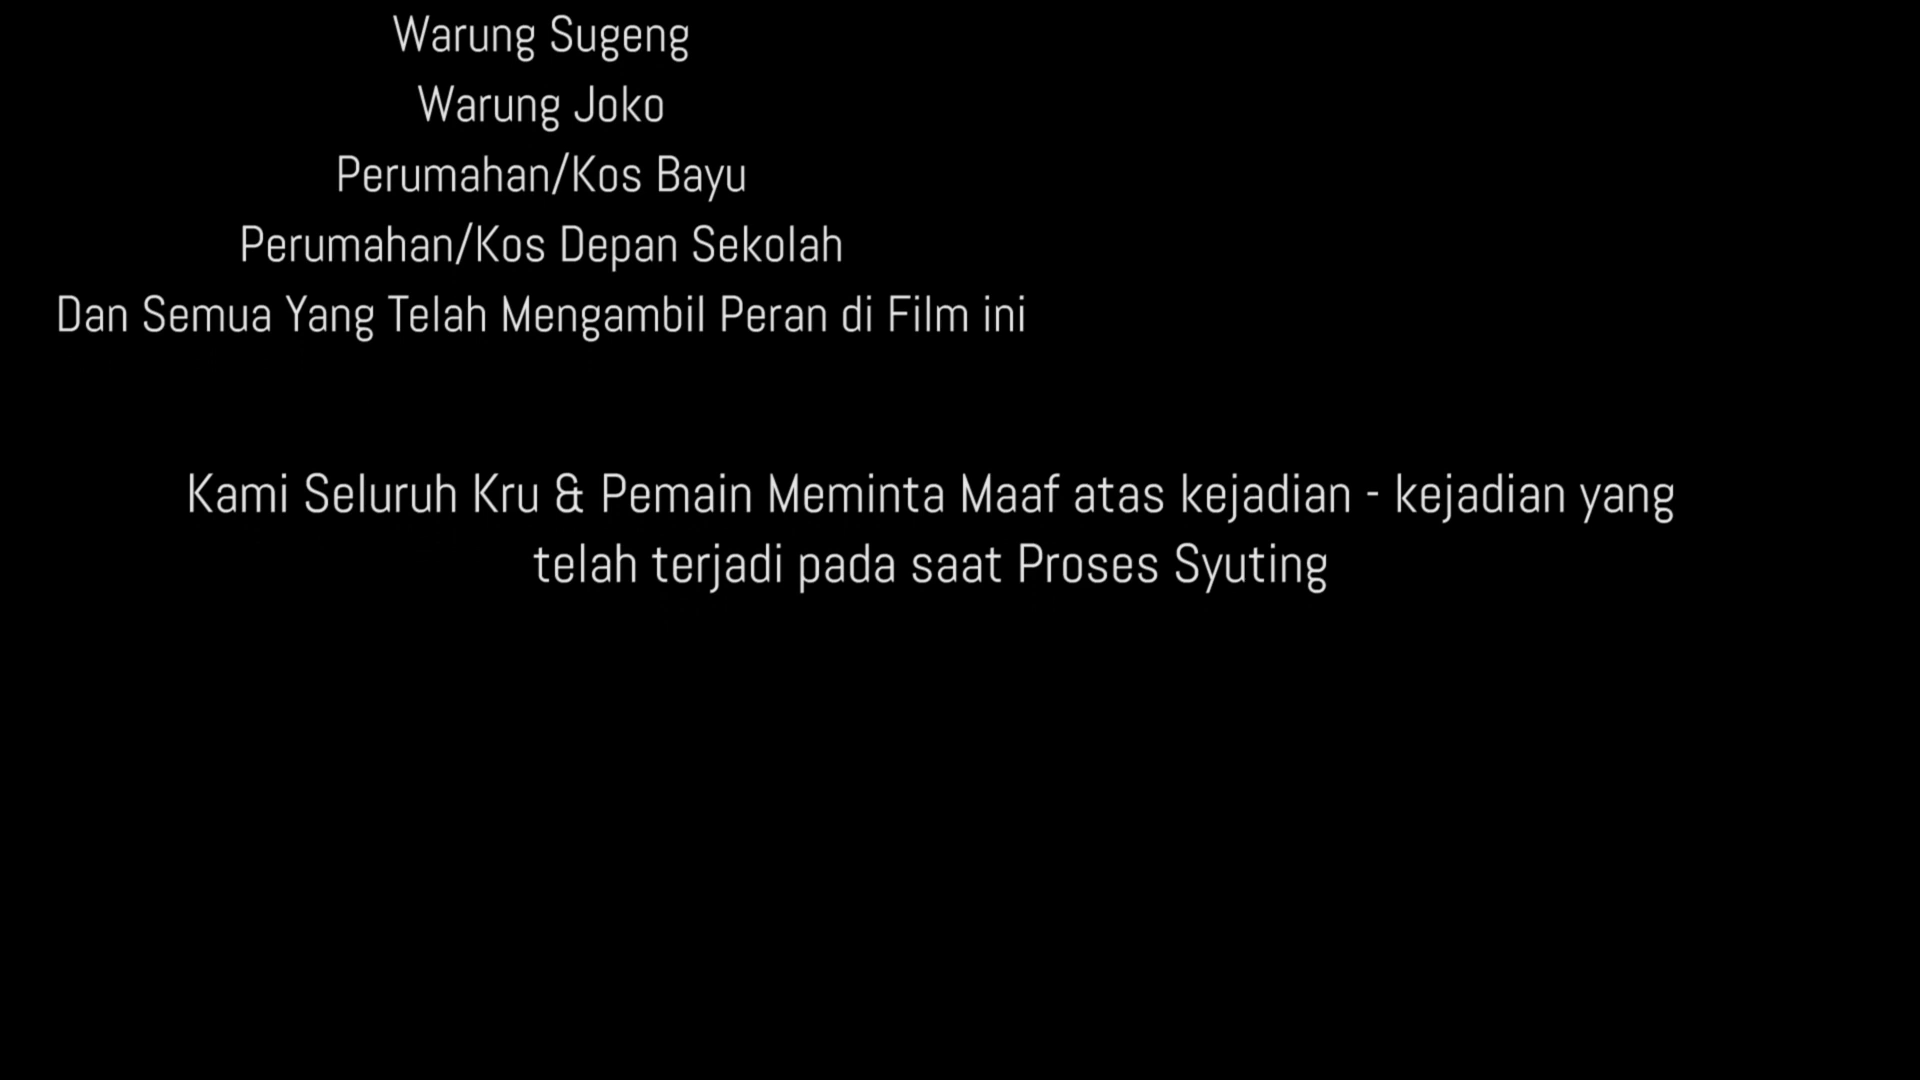 Warung Sugeng
Warung Joko
Perumahan/Kos Bayu
Perumahan/Kos Depan Sekolah
Dan Semua Yang Telah Mengambil Peran di Film ini
Kami Seluruh Kru & Pemain Meminta Maaf atas kejadian - kejadian yang
telah terjadi pada saat Proses Syuting